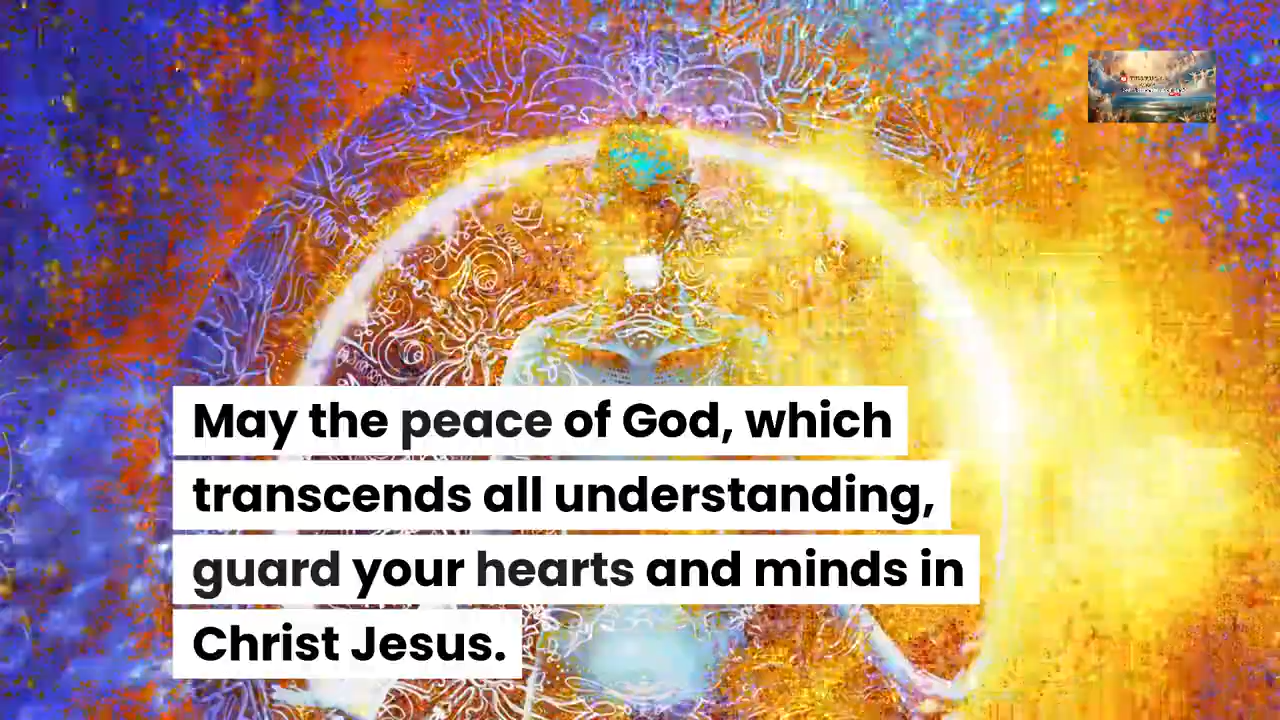 May the peace of God, which
transcends all understanding,
guard your hearts and minds in
Christ Jesus.